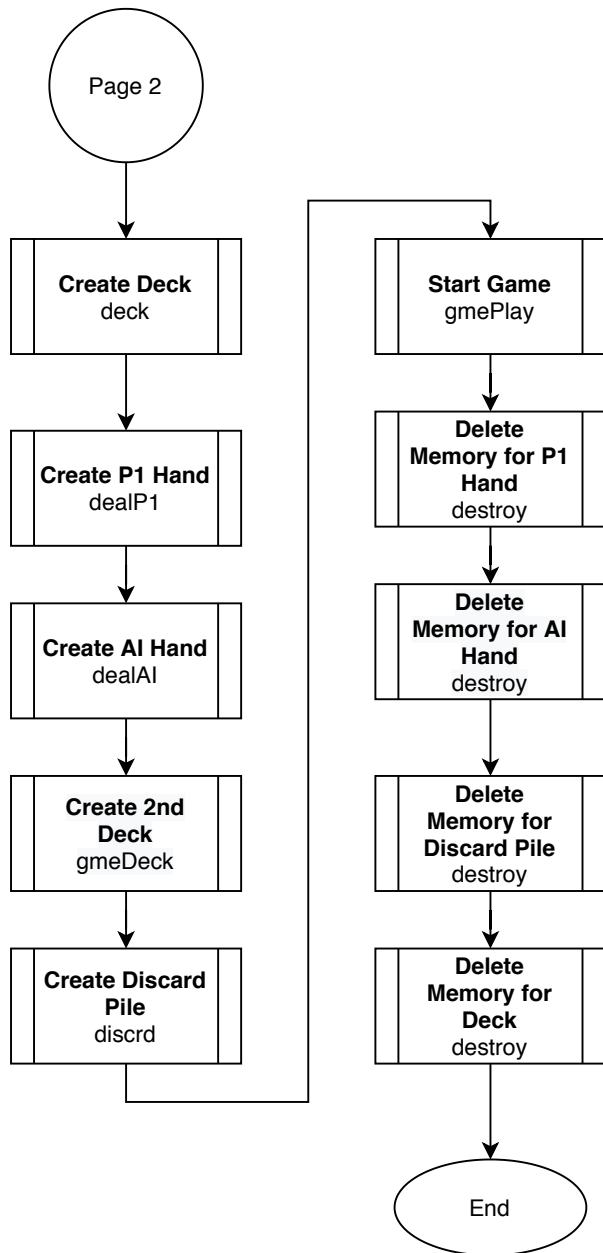 Page 2
Create Deck
deck
Create P1 Hand
dealP1
Create AI Hand
dealAI
Create 2nd
Deck
gmeDeck
Create Discard
Pile
discrd
Start Game
gmePlay
Delete
Memory for P1
Hand
destroy
Delete
Memory for AI
Hand
destroy
Delete
Memory for
Discard Pile
destroy
Delete
Memory for
Deck
destroy
End